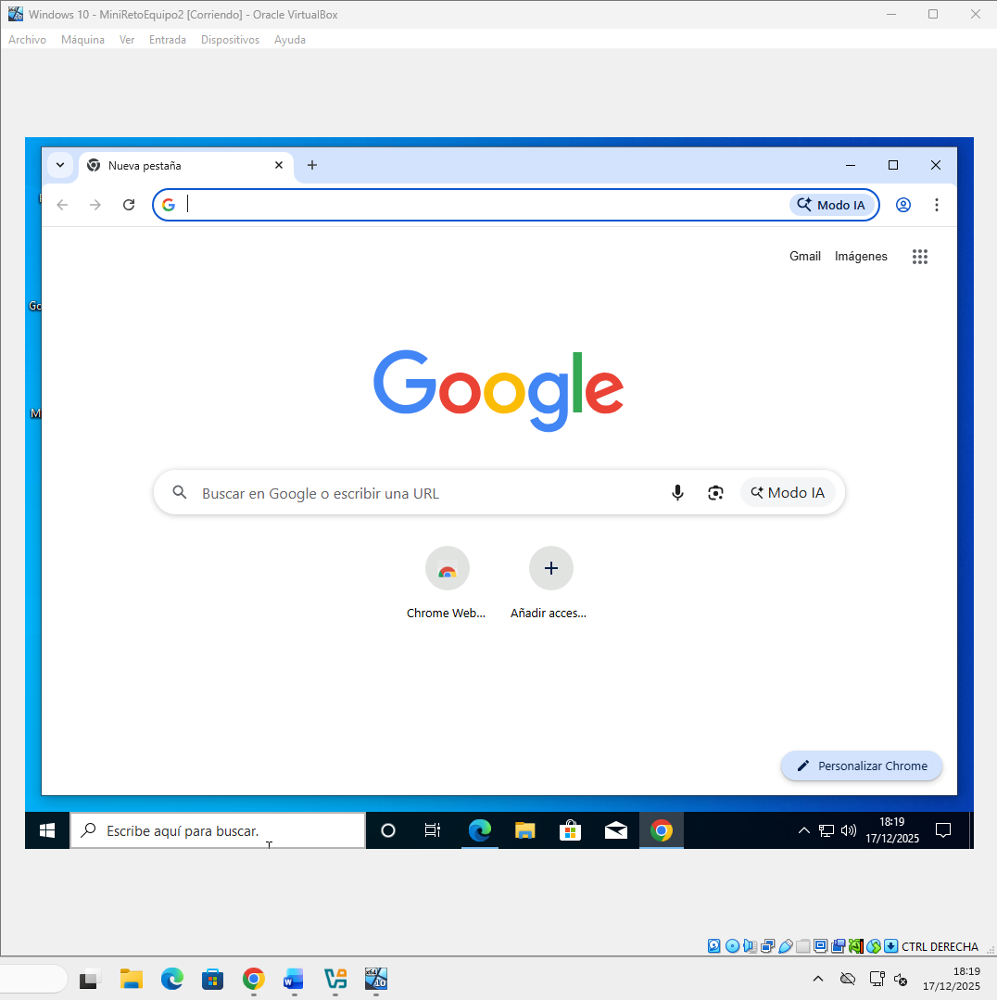 Windows 10 - MiniRetoEquipo2 [Corriendo] - Oracle VirtualBox
Archivo Máquina Ver Entrada Dispositivos Ayuda
Nueva pestaña
Modo IA
Gmail Imágenes
Go
Google
M
Buscar en Google o escribir una URL
Modo IA
Chrome Web... Añadir acces...
Personalizar Chrome
Escribe aquí para buscar.
18:19
17/12/2025
CTRL DERECHA
18:19
17/12/2025